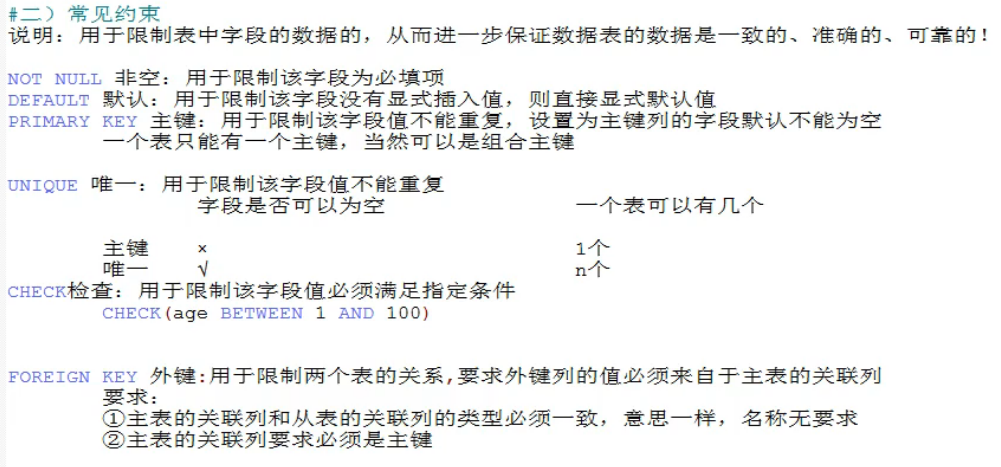 #二）常见约束
说明：用于限制表中字段的数据的，从而进一步保证数据表的数据是一致的、准确的、可靠的！
NOT NULL 非空：用于限制该字段为必填项
DEFAULT 默认：用于限制该字段没有显式插入值，则直接显式默认值
PRIMARY KEY 主键：用于限制该字段值不能重复，设置为主键列的字段默认不能为空
一个表只能有一个主键，当然可以是组合主键
UNIQUE 唯一：用于限制该字段值不能重复
字段是否可以为空 一个表可以有几个
主键 × 1个
唯一 √ n个
CHECK检查：用于限制该字段值必须满足指定条件
CHECK(age BETWEEN 1 AND 100)
FOREIGN KEY 外键:用于限制两个表的关系,要求外键列的值必须来自于主表的关联列
要求：
①主表的关联列和从表的关联列的类型必须一致，意思一样，名称无要求
②主表的关联列要求必须是主键